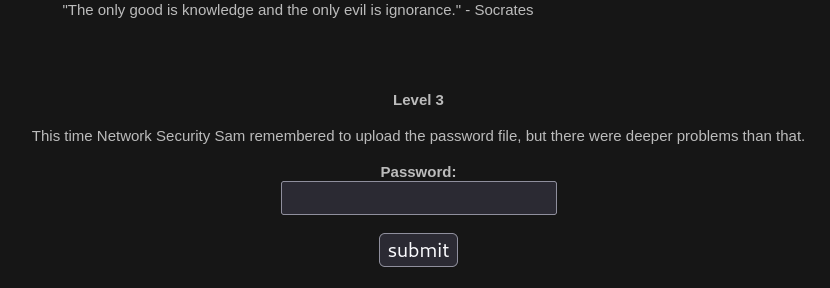 "The only good is knowledge and the only evil is ignorance." - Socrates
Level 3
This time Network Security Sam remembered to upload the password file, but there were deeper problems than that.
Password:
submit